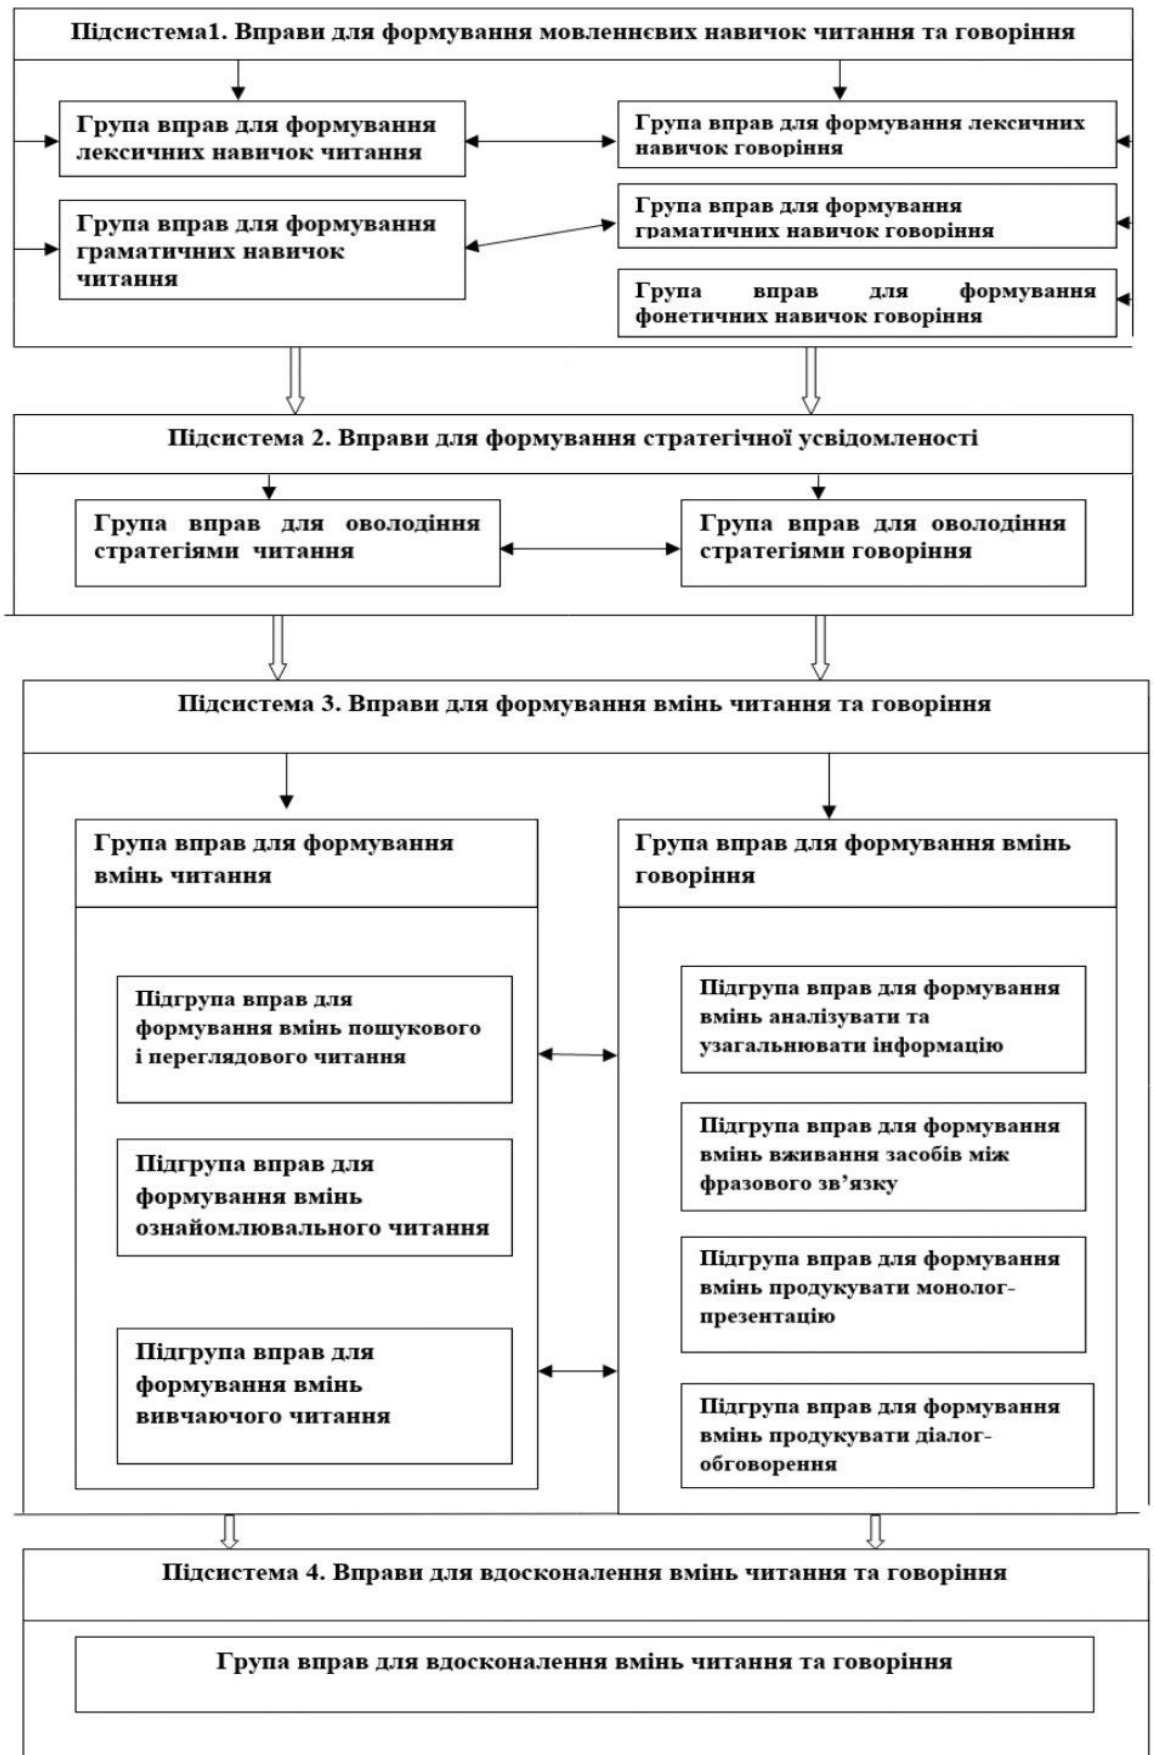 Підсистема1. Вправи для формування мовленнєвих навичок читання та говоріння
Група вправ для формування
лексичних навичок читання
Група вправ для формування лексичних
навичок говоріння
Група вправ для формування
граматичних навичок
читання
Група вправ для формування
граматичних навичок говоріння
Група вправ для формування
фонетичних навичок говоріння
Підсистема 2. Вправи для формування стратегічної усвідомленості
Група вправ для оволодіння
стратегіями читання
Група вправ для оволодіння
стратегіями говоріння
Підсистема 3. Вправи для формування вмінь читання та говоріння
Група вправ для формування
вмінь читання
Підгрупа вправ для
формування вмінь пошукового
і переглядового читання
Підгрупа вправ для
формування вмінь
ознайомлювального читання
Підгрупа вправ для
формування вмінь
вивчаючого читання
Група вправ для формування вмінь
говоріння
Підгрупа вправ для формування
вмінь аналізувати та
узагальнювати інформацію
Підгрупа вправ для формування
вмінь вживання засобів між
фразового зв’язку
Підгрупа вправ для формування
вмінь продукувати монолог-
презентацію
Підгрупа вправ для формування
вмінь продукувати діалог-
обговорення
Підсистема 4. Вправи для вдосконалення вмінь читання та говоріння
Група вправ для вдосконалення вмінь читання та говоріння